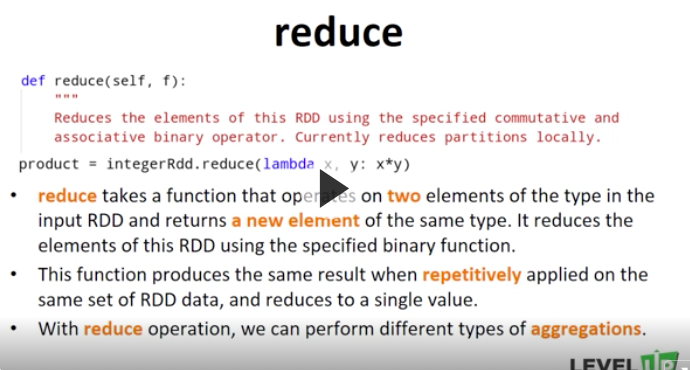 reduce
def reduce(self, f):
"""
Reduces the elements of this RDD using the specified commutative and
associative binary operator. Currently reduces partitions locally.
product = integerRdd.reduce(lambda x, y: x*y)
• reduce takes a function that operates on two elements of the type in the
input RDD and returns a new element of the same type. It reduces the
elements of this RDD using the specified binary function.
• This function produces the same result when repetitively applied on the
same set of RDD data, and reduces to a single value.
• With reduce operation, we can perform different types of aggregations.
LEVEL UP